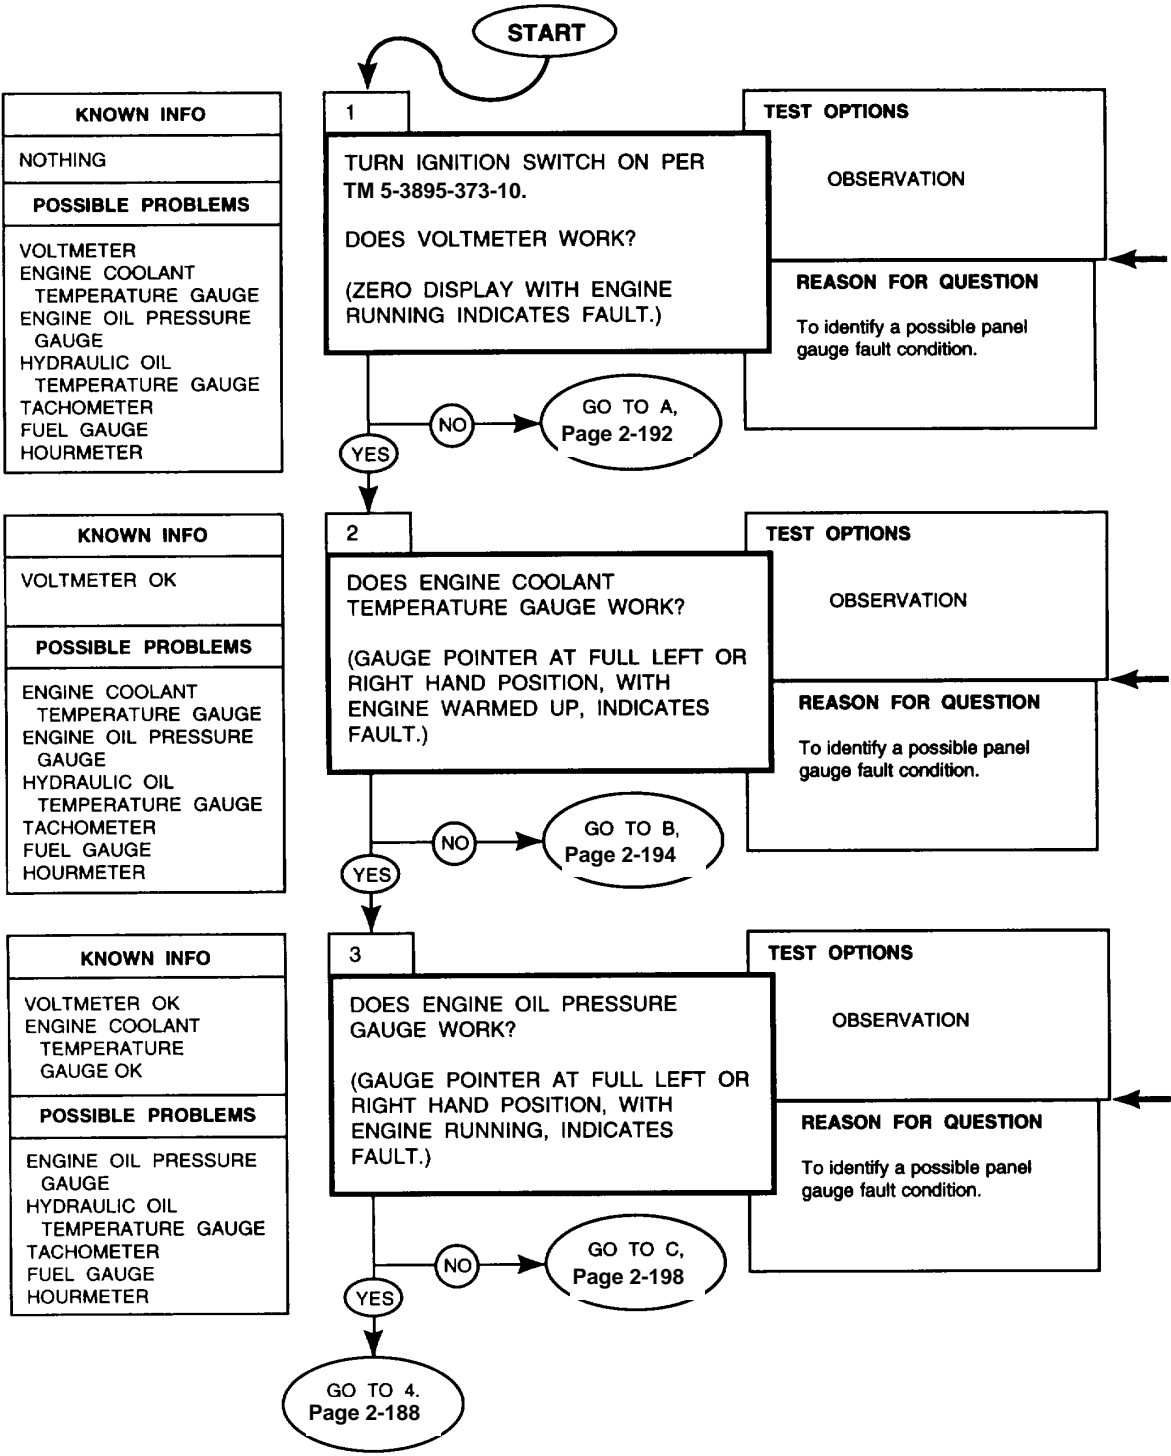 START
KNOWN INFO
NOTHING
POSSIBLE PROBLEMS
VOLTMETER
ENGINE COOLANT
TEMPERATURE GAUGE
ENGINE OIL PRESSURE
GAUGE
HYDRAULIC OIL
TEMPERATURE GAUGE
TACHOMETER
FUEL GAUGE
HOURMETER
1
TURN IGNITION SWITCH ON PER
TM 5-3895-373-10.
DOES VOLTMETER WORK?
(ZERO DISPLAY WITH ENGINE
RUNNING INDICATES FAULT.)
TEST OPTIONS
OBSERVATION
REASON FOR QUESTION
To identify a possible panel
gauge fault condition.
NO
GO TO A,
Page 2-192
YES
KNOWN INFO
VOLTMETER OK
POSSIBLE PROBLEMS
ENGINE COOLANT
TEMPERATURE GAUGE
ENGINE OIL PRESSURE
GAUGE
HYDRAULIC OIL
TEMPERATURE GAUGE
TACHOMETER
FUEL GAUGE
HOURMETER
2
DOES ENGINE COOLANT
TEMPERATURE GAUGE WORK?
(GAUGE POINTER AT FULL LEFT OR
RIGHT HAND POSITION, WITH
ENGINE WARMED UP, INDICATES
FAULT.)
TEST OPTIONS
OBSERVATION
REASON FOR QUESTION
To identify a possible panel
gauge fault condition.
NO
GO TO B,
Page 2-194
YES
KNOWN INFO
VOLTMETER OK
ENGINE COOLANT
TEMPERATURE
GAUGE OK
POSSIBLE PROBLEMS
ENGINE OIL PRESSURE
GAUGE
HYDRAULIC OIL
TEMPERATURE GAUGE
TACHOMETER
FUEL GAUGE
HOURMETER
3
DOES ENGINE OIL PRESSURE
GAUGE WORK?
(GAUGE POINTER AT FULL LEFT OR
RIGHT HAND POSITION, WITH
ENGINE RUNNING, INDICATES
FAULT.)
TEST OPTIONS
OBSERVATION
REASON FOR QUESTION
To identify a possible panel
gauge fault condition.
NO
GO TO C,
Page 2-198
YES
GO TO 4.
Page 2-188